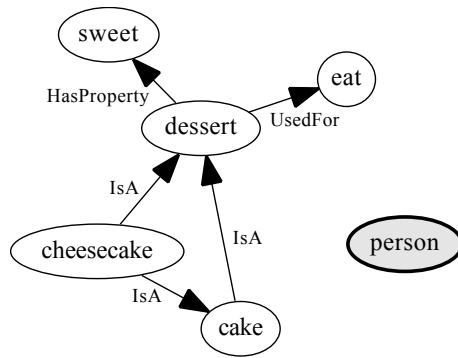 sweet
eat
HasProperty
UsedFor
dessert
IsA
IsA
cheesecake
person
IsA
cake